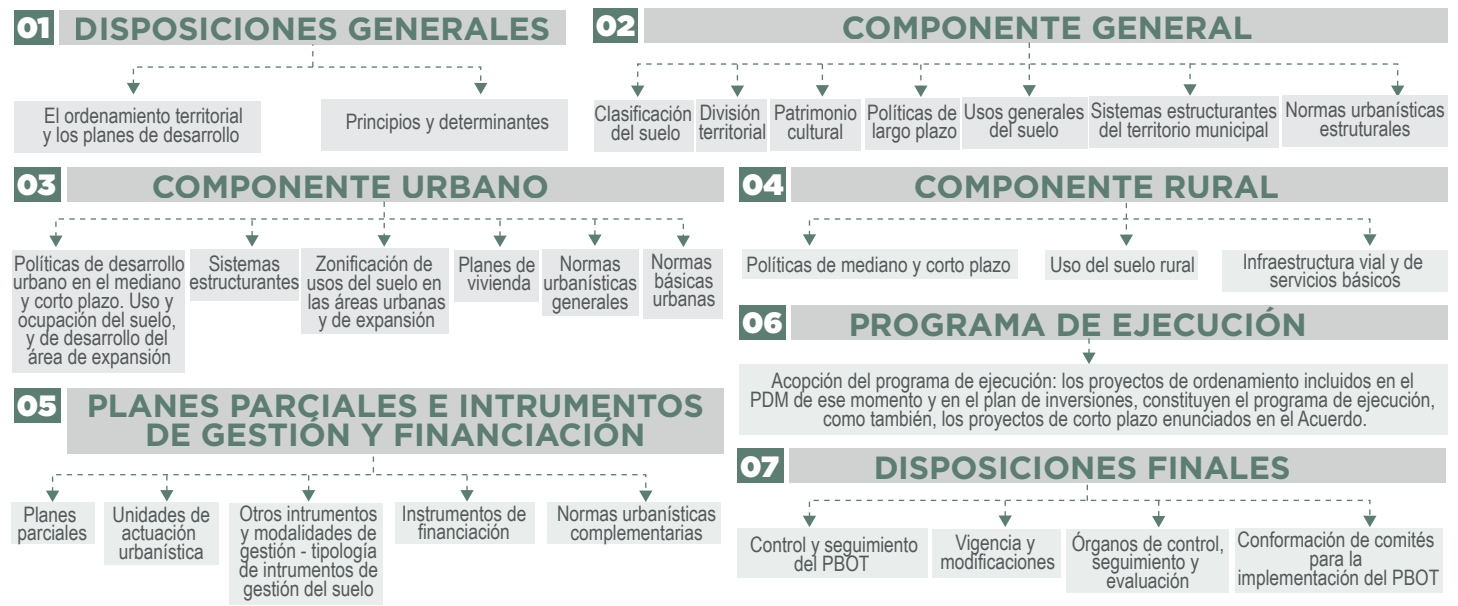 01 DISPOSICIONES GENERALES
El ordenamiento territorial
y los planes de desarrollo
Principios y determinantes
02 COMPONENTE GENERAL
Clasificación
del suelo
División
territorial
Patrimonio
cultural
Políticas de
largo plazo
Usos generales
del suelo
Sistemas estructurantes
del territorio municipal
Normas urbanísticas
estruturales
03 COMPONENTE URBANO
Políticas de desarrollo
urbano en el mediano
y corto plazo. Uso y
ocupación del suelo,
y de desarrollo del
área de expansión
Sistemas
estructurantes
Zonificación de
usos del suelo en
las áreas urbanas
y de expansión
Planes de
vivienda
Normas
urbanísticas
generales
Normas
básicas
urbanas
04 COMPONENTE RURAL
Políticas de mediano y corto plazo
Uso del suelo rural
Infraestructura vial y de
servicios básicos
05 PLANES PARCIALES E INTRUMENTOS
DE GESTIÓN Y FINANCIACIÓN
Planes
parciales
Unidades de
actuación
urbanística
Otros intrumentos
y modalidades de
gestión - tipología
de intrumentos de
gestión del suelo
Instrumentos de
financiación
Normas urbanísticas
complementarias
06 PROGRAMA DE EJECUCIÓN
Acopción del programa de ejecución: los proyectos de ordenamiento incluidos en el
PDM de ese momento y en el plan de inversiones, constituyen el programa de ejecución,
como también, los proyectos de corto plazo enunciados en el Acuerdo.
07 DISPOSICIONES FINALES
Control y seguimiento
del PBOT
Vigencia y
modificaciones
Órganos de control,
seguimiento y
evaluación
Conformación de comités
para la
implementación del PBOT